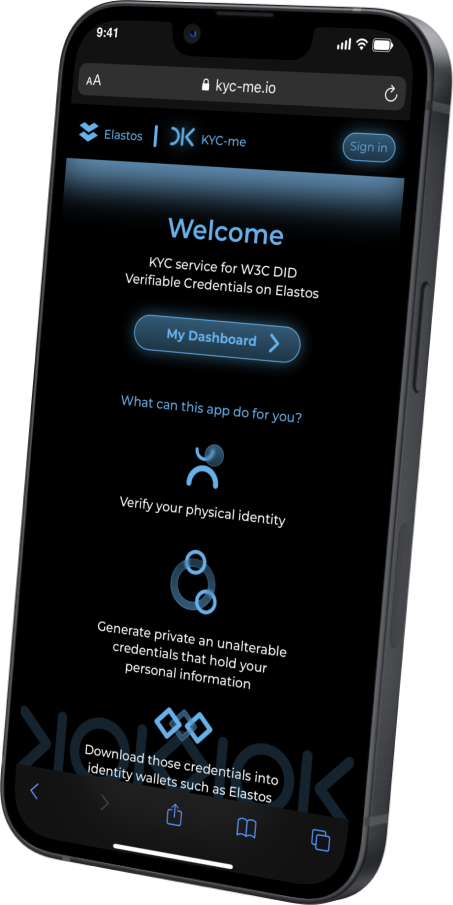 9:41
AA kyc-me.io
Elastos KYC-me Sign in
Welcome
KYC service for W3C DID
Verifiable Credentials on Elastos
My Dashboard
What can this app do for you?
Verify your physical identity
Generate private an unalterable
credentials that hold your
personal information
Download those credentials into
identity wallets such as Elastos